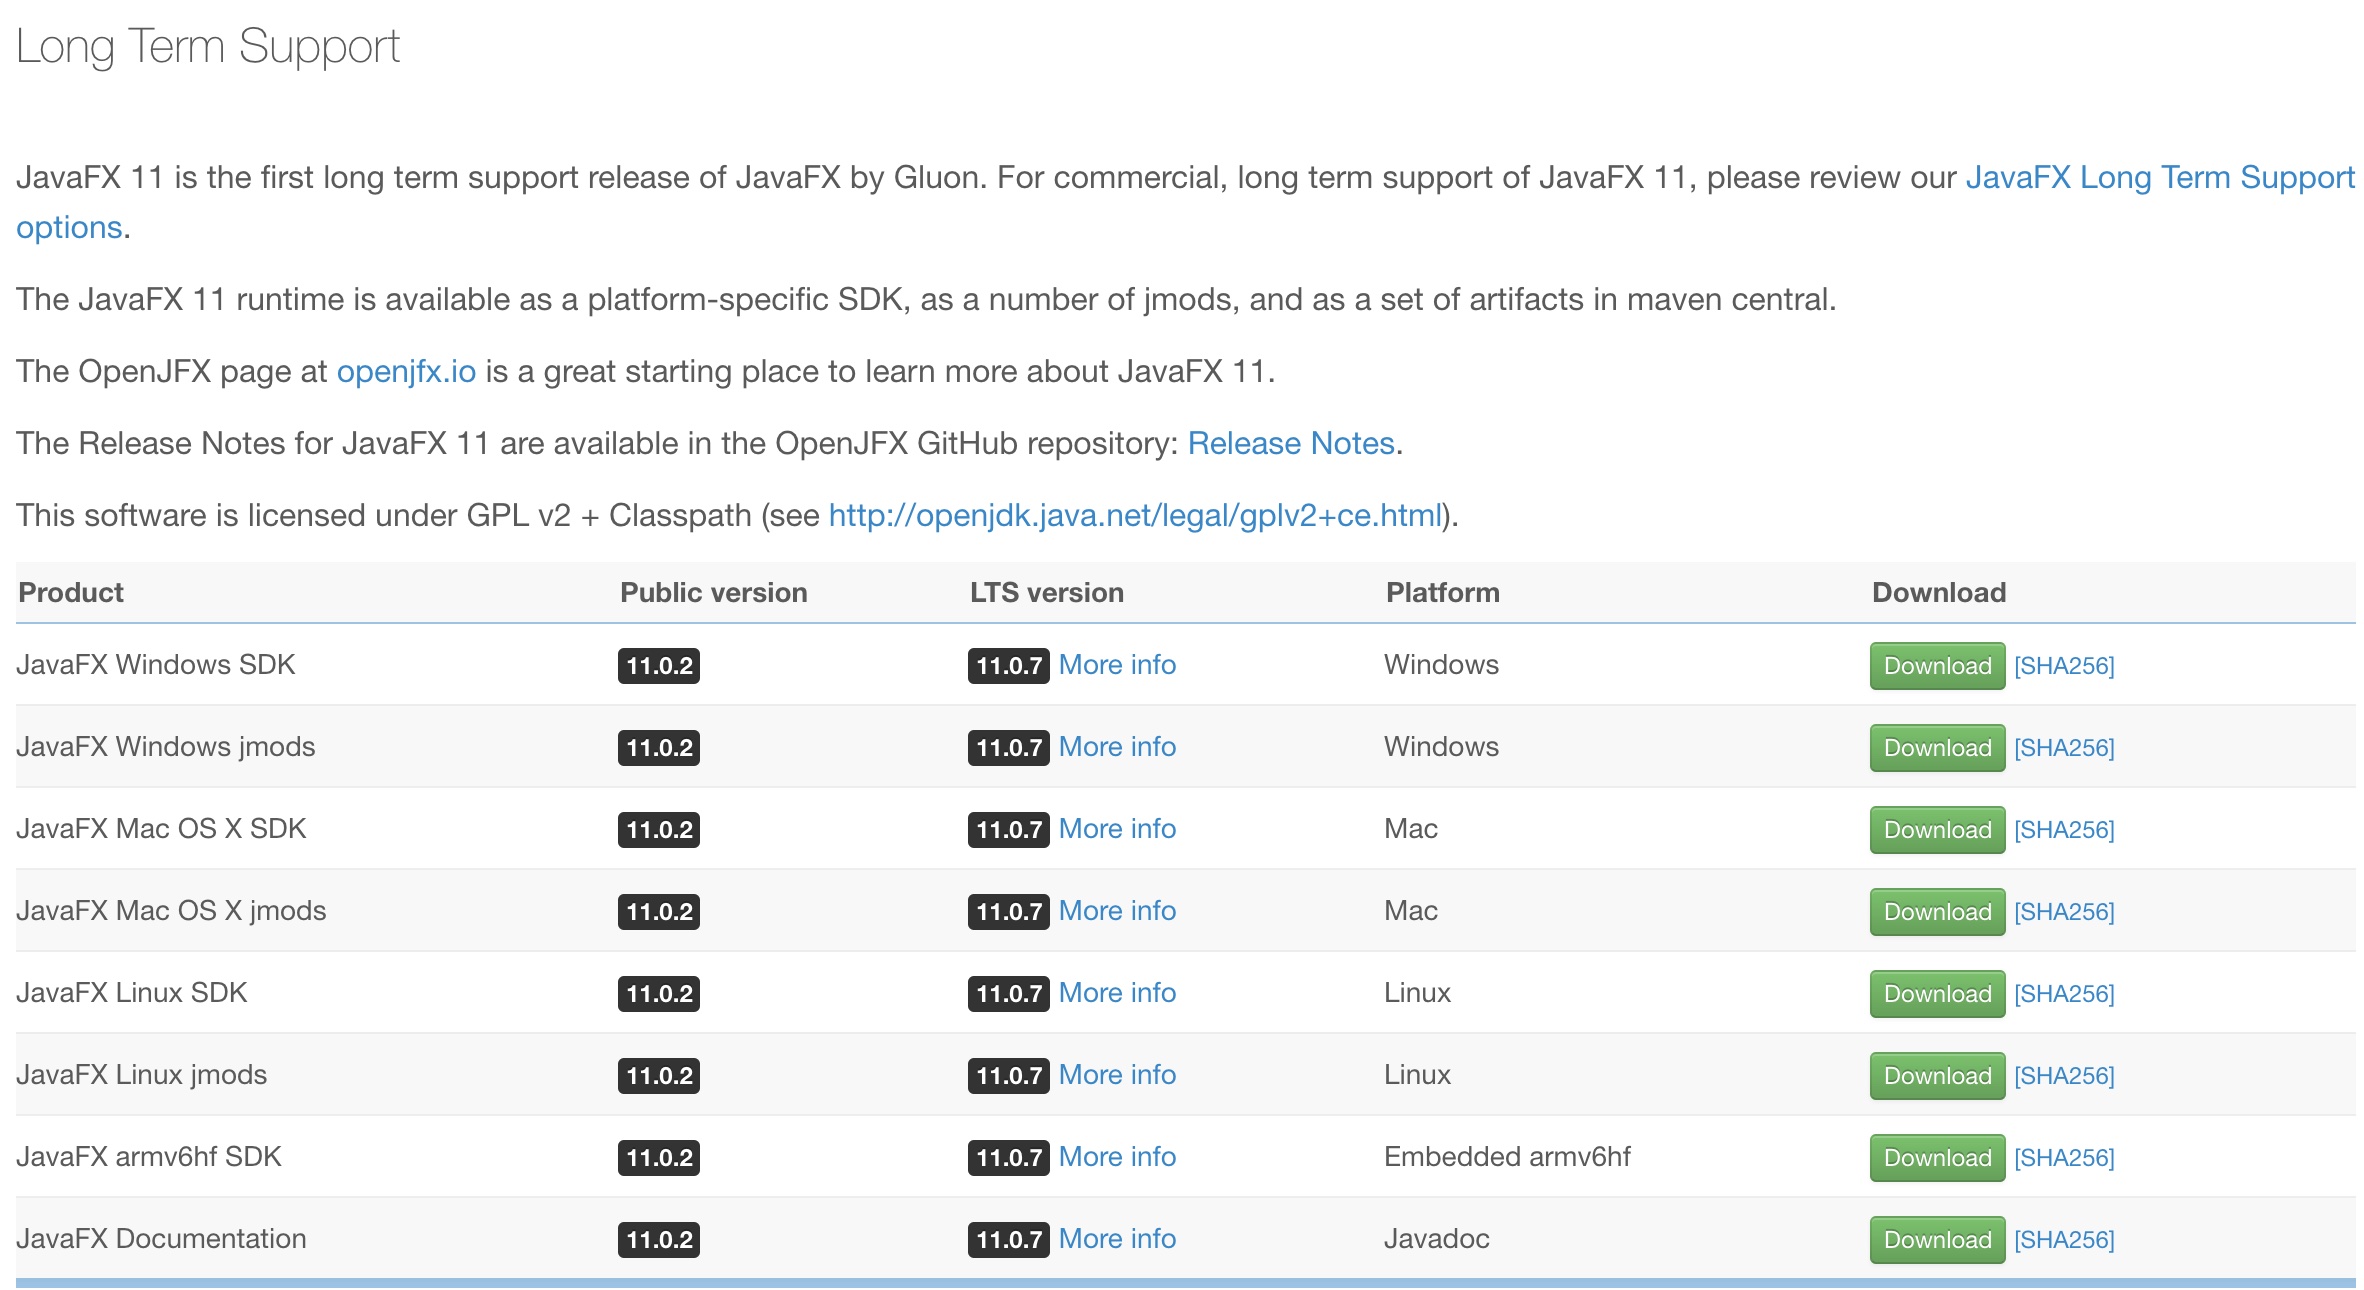 Long Term Support
JavaFX 11 is the first long term support release of JavaFX by Gluon. For commercial, long term support of JavaFX 11, please review our JavaFX Long Term Support
options.
The JavaFX 11 runtime is available as a platform-specific SDK, as a number of jmods, and as a set of artifacts in maven central.
The OpenJFX page at openjfx.io is a great starting place to learn more about JavaFX 11.
The Release Notes for JavaFX 11 are available in the OpenJFX GitHub repository: Release Notes.
This software is licensed under GPL v2 + Classpath (see http://openjdk.java.net/legal/gplv2+ce.html).
Product Public version LTS version Platform Download
JavaFX Windows SDK 11.0.2 11.0.7 More info Windows Download [SHA256]
JavaFX Windows jmods 11.0.2 11.0.7 More info Windows Download [SHA256]
JavaFX Mac OS X SDK 11.0.2 11.0.7 More info Mac Download [SHA256]
JavaFX Mac OS X jmods 11.0.2 11.0.7 More info Mac Download [SHA256]
JavaFX Linux SDK 11.0.2 11.0.7 More info Linux Download [SHA256]
JavaFX Linux jmods 11.0.2 11.0.7 More info Linux Download [SHA256]
JavaFX armv6hf SDK 11.0.2 11.0.7 More info Embedded armv6hf Download [SHA256]
JavaFX Documentation 11.0.2 11.0.7 More info Javadoc Download [SHA256]